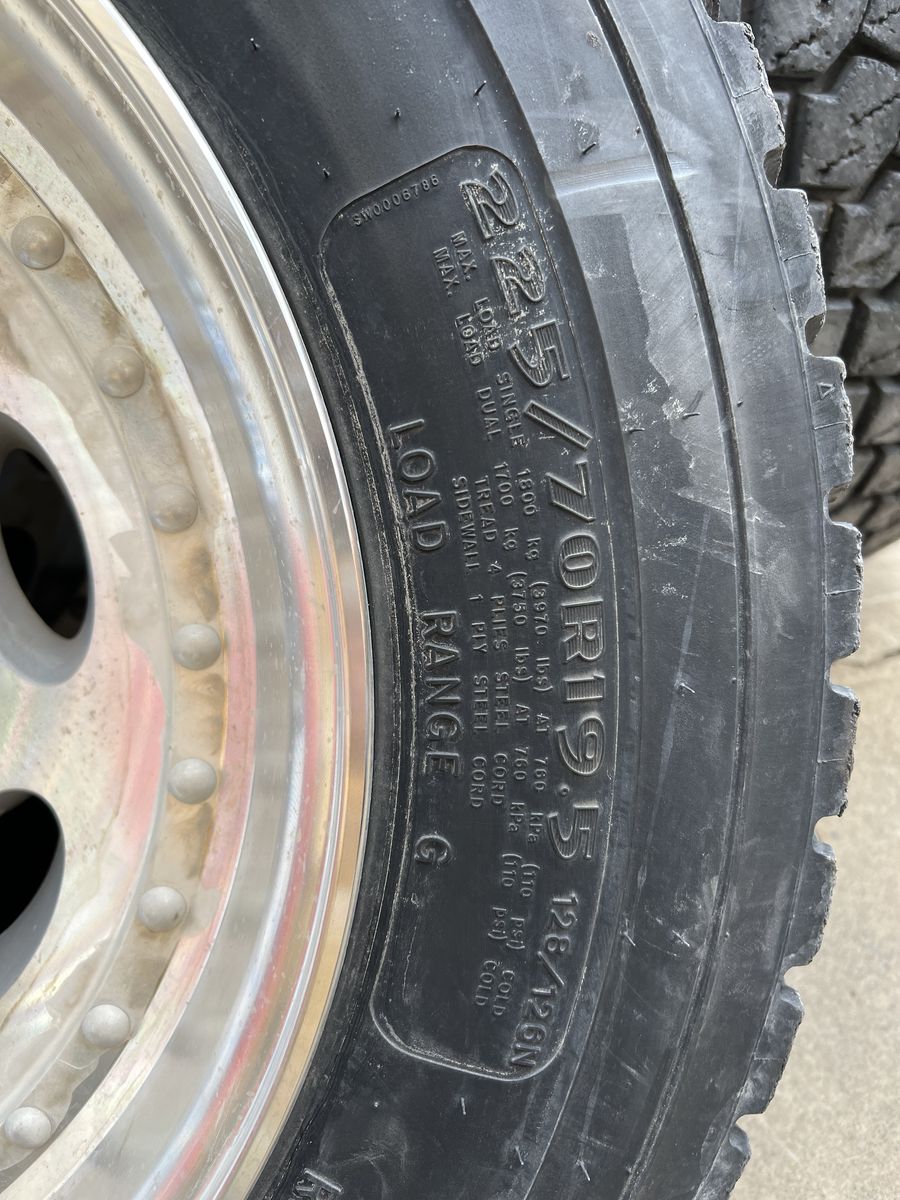 SW0006786
225/70R19.5 128/126N
MAX. LOAD SINGLE 1800 kg (3970 lbs) AT 760 kPa (110 psi) COLD
MAX. LOAD DUAL 1700 kg (3750 lbs) AT 760 kPa (110 psi) COLD
TREAD 4 PLIES STEEL CORD
SIDEWALL 1 PLY STEEL CORD
LOAD RANGE G